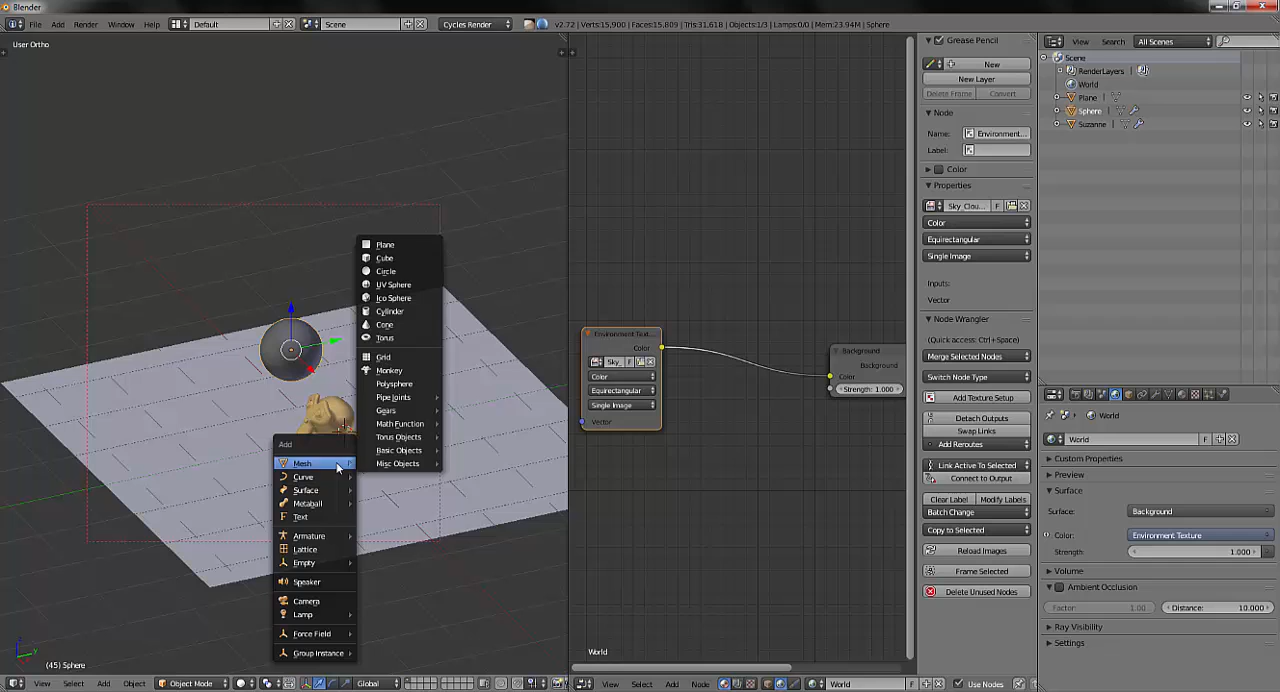 Blender
File Add Render Window Help Default Scene Cycles Render v2.72 | Verts:15,900 | Faces:15,809 | Tris:31,618 | Objects:1/3 | Lamps:0/0 | Mem:23.94M | Sphere
User Ortho
Plane
Cube
Circle
UV Sphere
Ico Sphere
Cylinder
Cone
Torus
Grid
Monkey
Polysphere
Pipe Joints
Gears
Math Function
Torus Objects
Basic Objects
Misc Objects
Add
Mesh
Curve
Surface
Metaball
Text
Armature
Lattice
Empty
Speaker
Camera
Lamp
Force Field
Group Instance
(45) Sphere
View Select Add Object Object Mode Global
Environment Text...
Color
Sky_ F
Color
Equirectangular
Single Image
Vector
Background
Background
Color
Strength: 1.000
World
View Select Add Node World F Use Nodes
Grease Pencil
New
New Layer
Delete Frame Convert
Node
Name: Environment...
Label:
Color
Properties
Sky_Clou... F
Color
Equirectangular
Single Image
Inputs:
Vector
Node Wrangler
(Quick access: Ctrl+Space)
Merge Selected Nodes
Switch Node Type
Add Texture Setup
Detach Outputs
Swap Links
Add Reroutes
Link Active To Selected
Connect to Output
Clear Label Modify Labels
Batch Change
Copy to Selected
Reload Images
Frame Selected
Delete Unused Nodes
View Search All Scenes
Scene
RenderLayers |
World
Plane |
Sphere |
Suzanne |
World
World F
Custom Properties
Preview
Surface
Surface: Background
Color: Environment Texture
Strength: 1.000
Volume
Ambient Occlusion
Factor: 1.00 Distance: 10.000
Ray Visibility
Settings